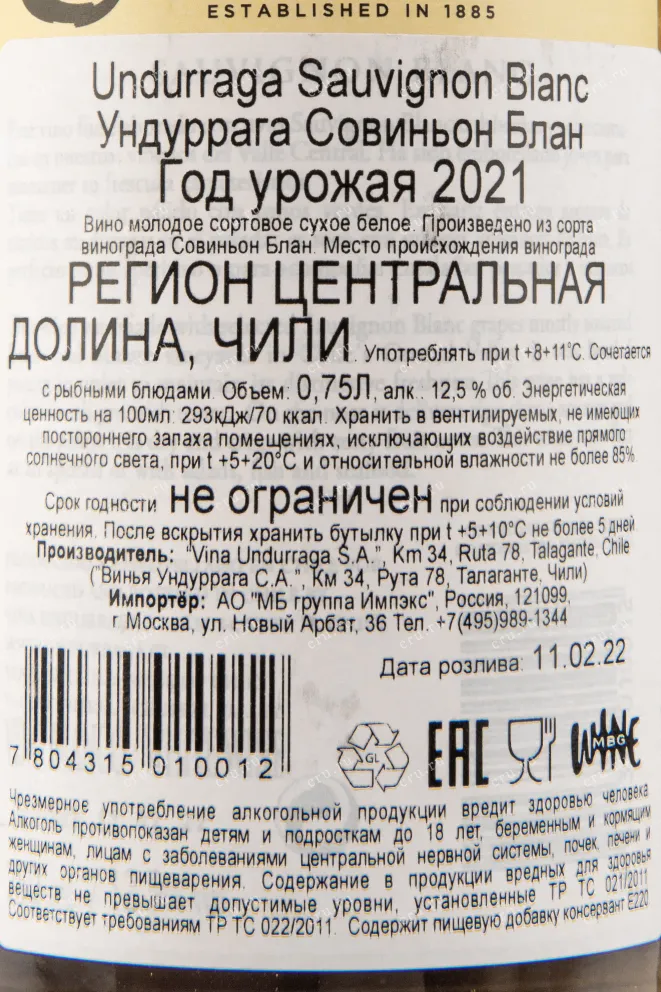 ESTABLISHED IN 1885
Undurraga Sauvignon Blanc
Ундуррага Совиньон Блан
Год урожая 2021
Вино молодое сортовое сухое белое. Произведено из сорта
винограда Совиньон Блан. Место происхождения винограда
РЕГИОН ЦЕНТРАЛЬНАЯ
ДОЛИНА, ЧИЛИ. Употреблять при t +8+11°С. Сочетается
с рыбными блюдами. Объем: 0,75Л, алк.: 12,5 % об. Энергетическая
ценность на 100мл: 293кДж/70 ккал. Хранить в вентилируемых, не имеющих
постороннего запаха помещениях, исключающих воздействие прямого
солнечного света, при t +5+20°С и относительной влажности не более 85%
Срок годности не ограничен при соблюдении условий
хранения. После вскрытия хранить бутылку при t +5+10°С не более 5 дней
Производитель: "Vina Undurraga S.A.", Km 34, Ruta 78, Talagante, Chile
("Винья Ундуррага С.А.", Км 34, Рута 78, Талаганте, Чили)
Импортёр: АО "МБ группа Импэкс", Россия, 121099,
г. Москва, ул. Новый Арбат, 36 Тел. +7(495)989-1344
Дата розлива: 11.02.22
7 804315 010012
GL
EAC
WINE
MBG
Чрезмерное употребление алкогольной продукции вредит здоровью человека
Алкоголь противопоказан детям и подросткам до 18 лет, беременным и кормящим
женщинам, лицам с заболеваниями центральной нервной системы, почек, печени и
других органов пищеварения. Содержание в продукции вредных для здоровья
веществ не превышает допустимые уровни, установленные ТР ТС 021/2011
Соответствует требованиям ТР ТС 022/2011. Содержит пищевую добавку консервант Е220